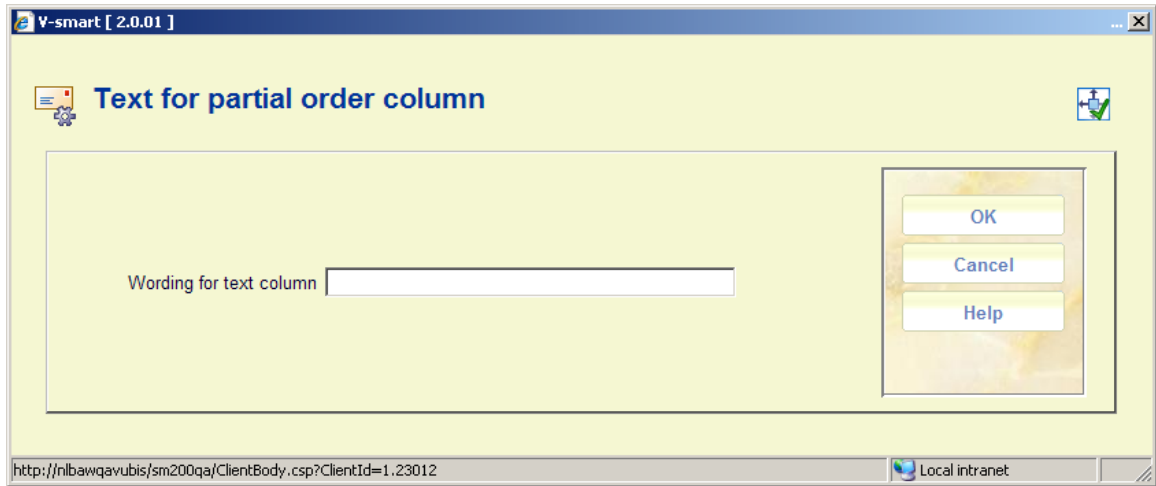 V-smart [ 2.0.01 ] ...
Text for partial order column
OK
Cancel
Wording for text column
Help
http://nlbawqavubis/sm200qa/ClientBody.csp?ClientId=1.23012 Local intranet